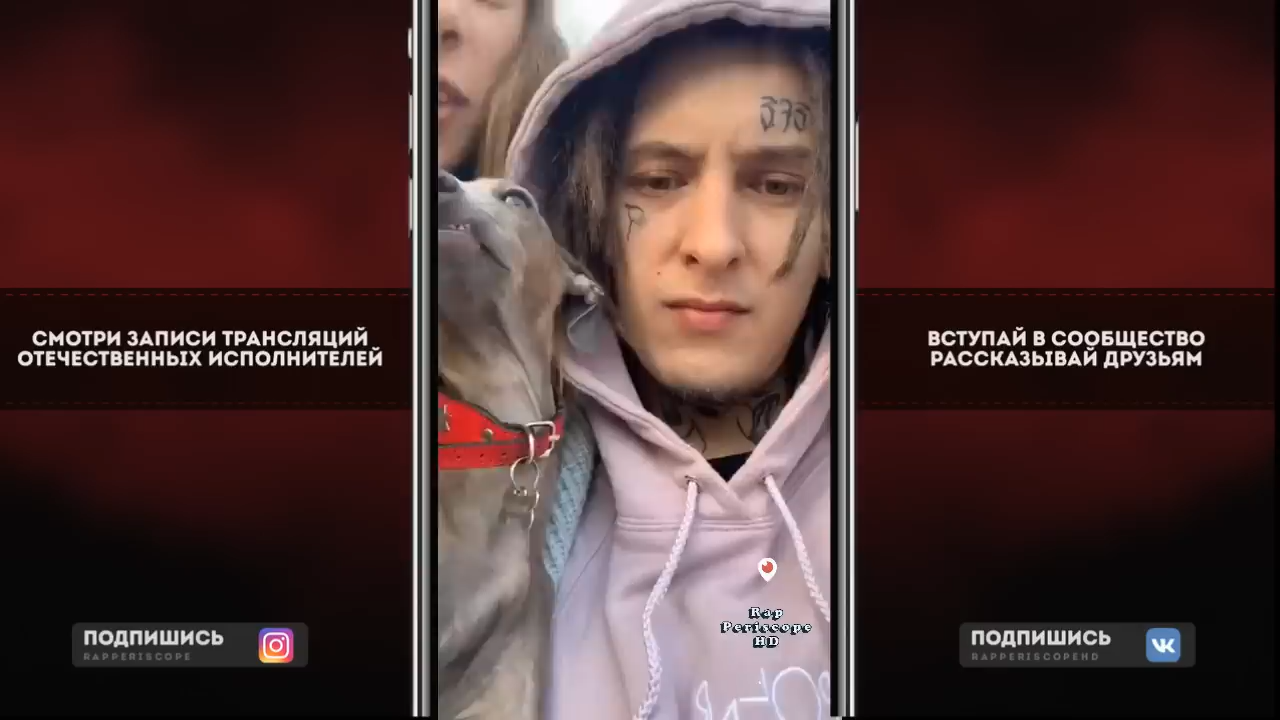 СМОТРИ ЗАПИСИ ТРАНСЛЯЦИЙ
ОТЕЧЕСТВЕННЫХ ИСПОЛНИТЕЛЕЙ
ВСТУПАЙ В СООБЩЕСТВО
РАССКАЗЫВАЙ ДРУЗЬЯМ
Rap
Periscope
HD
ПОДПИШИСЬ
RAPPERISCOPE
ПОДПИШИСЬ
RAPPERISCOPEHD